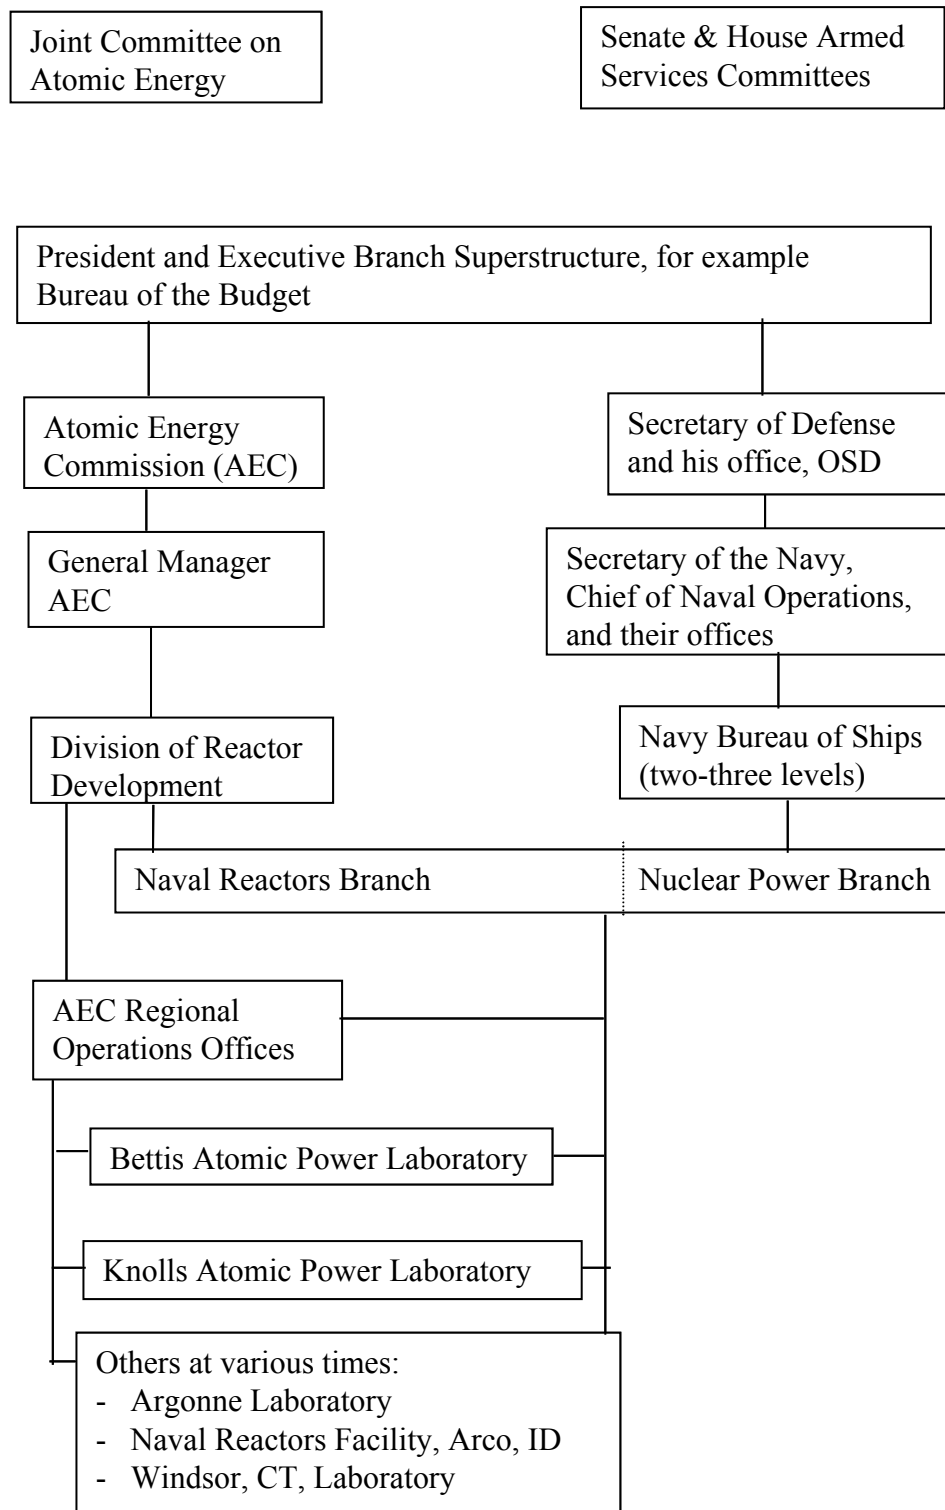 Joint Committee on
Atomic Energy
Senate & House Armed
Services Committees
President and Executive Branch Superstructure, for example
Bureau of the Budget
Atomic Energy
Commission (AEC)
Secretary of Defense
and his office, OSD
General Manager
AEC
Secretary of the Navy,
Chief of Naval Operations,
and their offices
Division of Reactor
Development
Navy Bureau of Ships
(two-three levels)
Naval Reactors Branch
Nuclear Power Branch
AEC Regional
Operations Offices
Bettis Atomic Power Laboratory
Knolls Atomic Power Laboratory
Others at various times:
- Argonne Laboratory
- Naval Reactors Facility, Arco, ID
- Windsor, CT, Laboratory